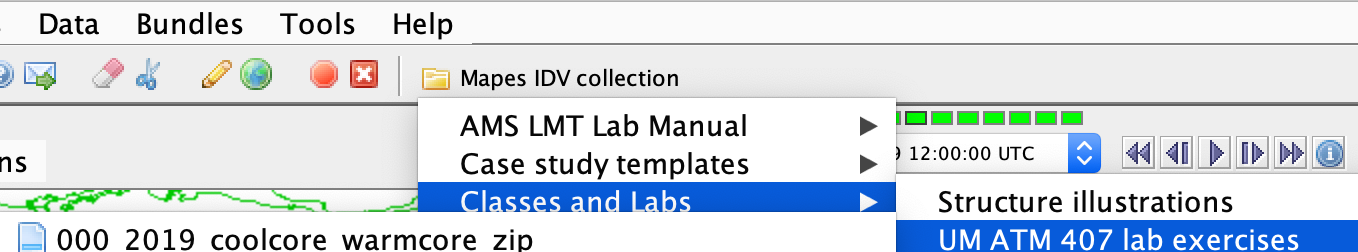 Data Bundles Tools Help
Mapes IDV collection
AMS LMT Lab Manual
12:00:00 UTC
Case study templates
Classes and Labs
Structure illustrations
000_2019_coolcore_warmcore_zip
UM ATM 407 lab exercises